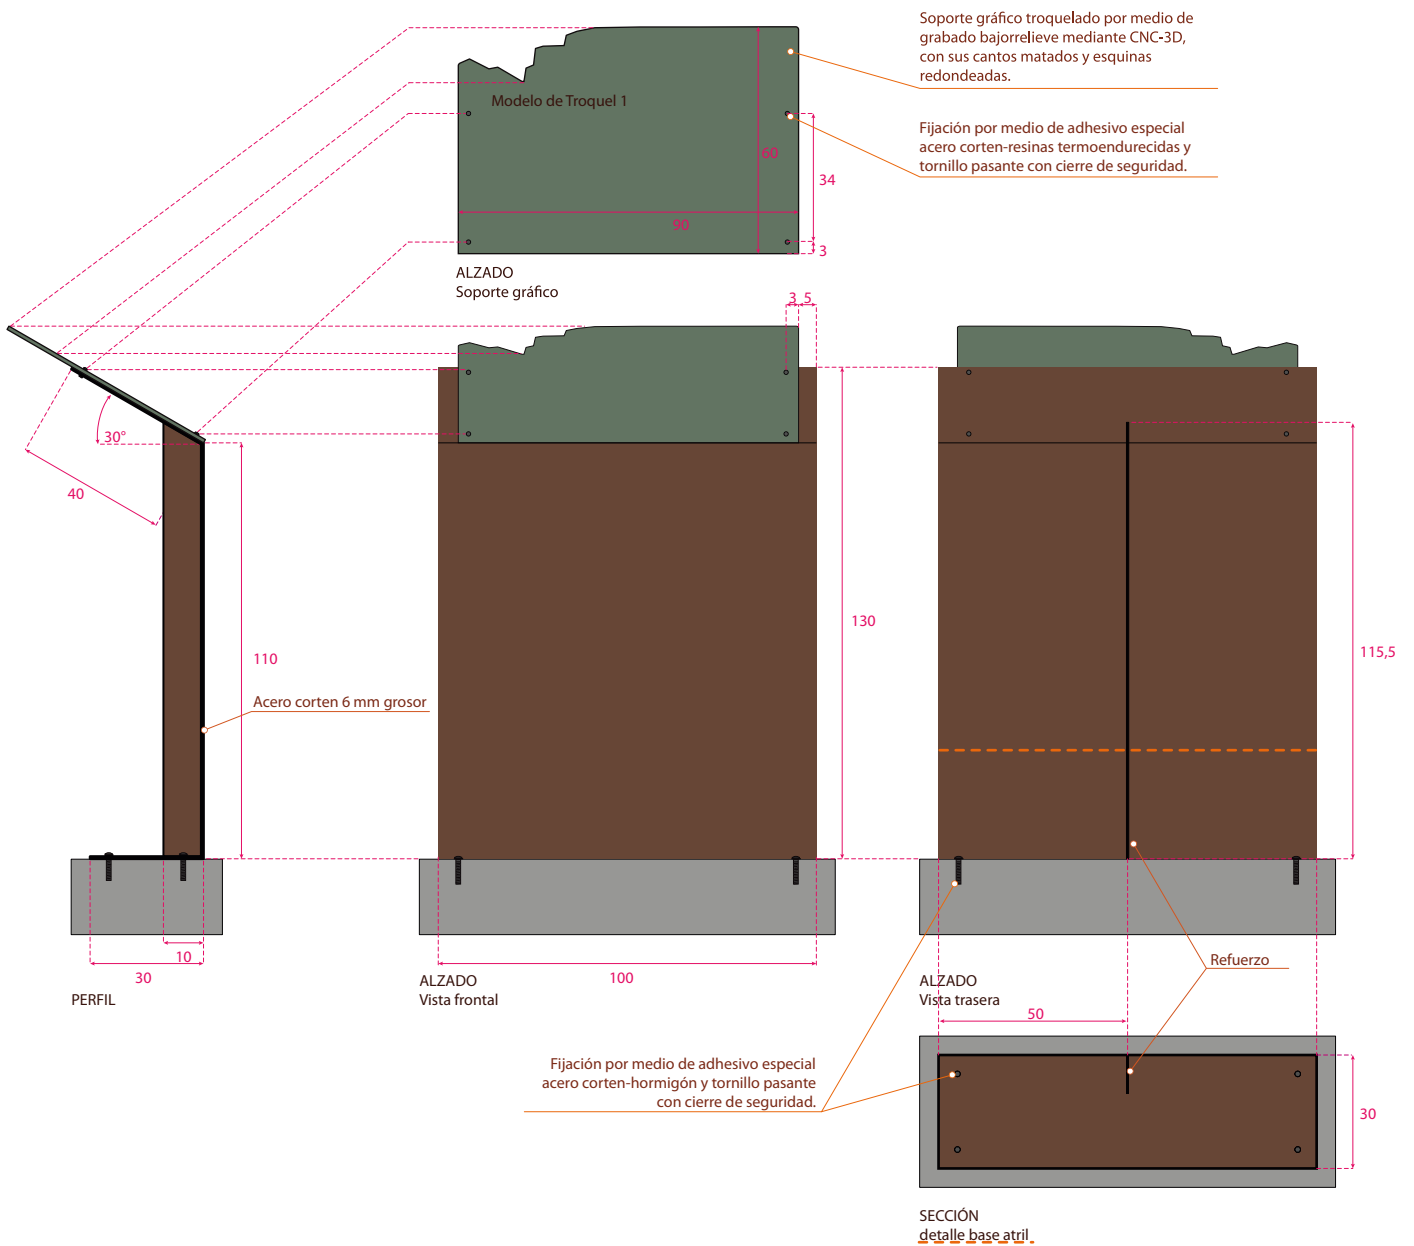 Soporte gráfico troquelado por medio de
grabado bajorrelieve mediante CNC-3D,
con sus cantos matados y esquinas
redondeadas.
Modelo de Troquel 1
Fijación por medio de adhesivo especial
acero corten-resinas termoendurecidas y
tornillo pasante con cierre de seguridad.
60
34
90
3
ALZADO
Soporte gráfico
3 5
30°
40
110
130
115,5
Acero corten 6 mm grosor
10
30
PERFIL
ALZADO
Vista frontal
100
ALZADO
Vista trasera
Refuerzo
50
Fijación por medio de adhesivo especial
acero corten-hormigón y tornillo pasante
con cierre de seguridad.
30
SECCIÓN
detalle base atril